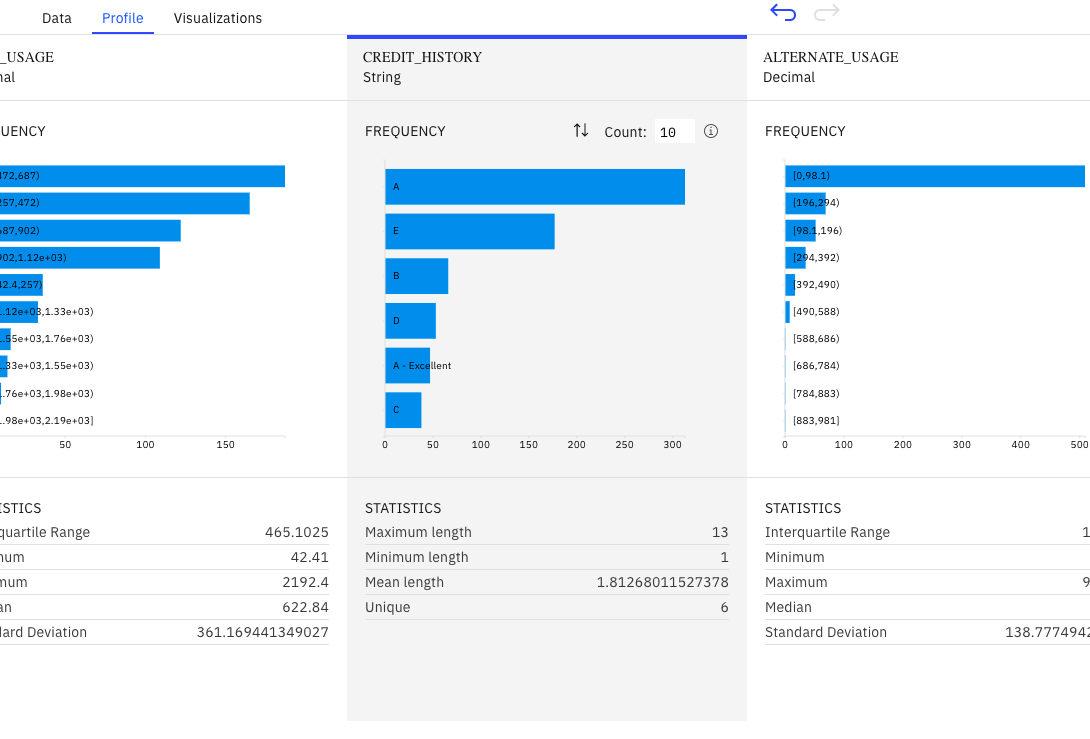 Data Profile Visualizations
_USAGE
nal
UENCY
472,687)
257,472)
687,902)
902,1.12e+03)
42.4,257)
.12e+03,1.33e+03)
.55e+03,1.76e+03)
.33e+03,1.55e+03)
.76e+03,1.98e+03)
.98e+03,2.19e+03]
50 100 150
ISTICS
quartile Range 465.1025
num 42.41
mum 2192.4
an 622.84
dard Deviation 361.169441349027
CREDIT_HISTORY
String
FREQUENCY Count: 10
A
E
B
D
A - Excellent
C
0 50 100 150 200 250 300
STATISTICS
Maximum length 13
Minimum length 1
Mean length 1.81268011527378
Unique 6
ALTERNATE_USAGE
Decimal
FREQUENCY
[0,98.1)
[196,294)
[98.1,196)
[294,392)
[392,490)
[490,588)
[588,686)
[686,784)
[784,883)
[883,981]
0 100 200 300 400 500
STATISTICS
Interquartile Range 1
Minimum
Maximum 9
Median
Standard Deviation 138.7774942